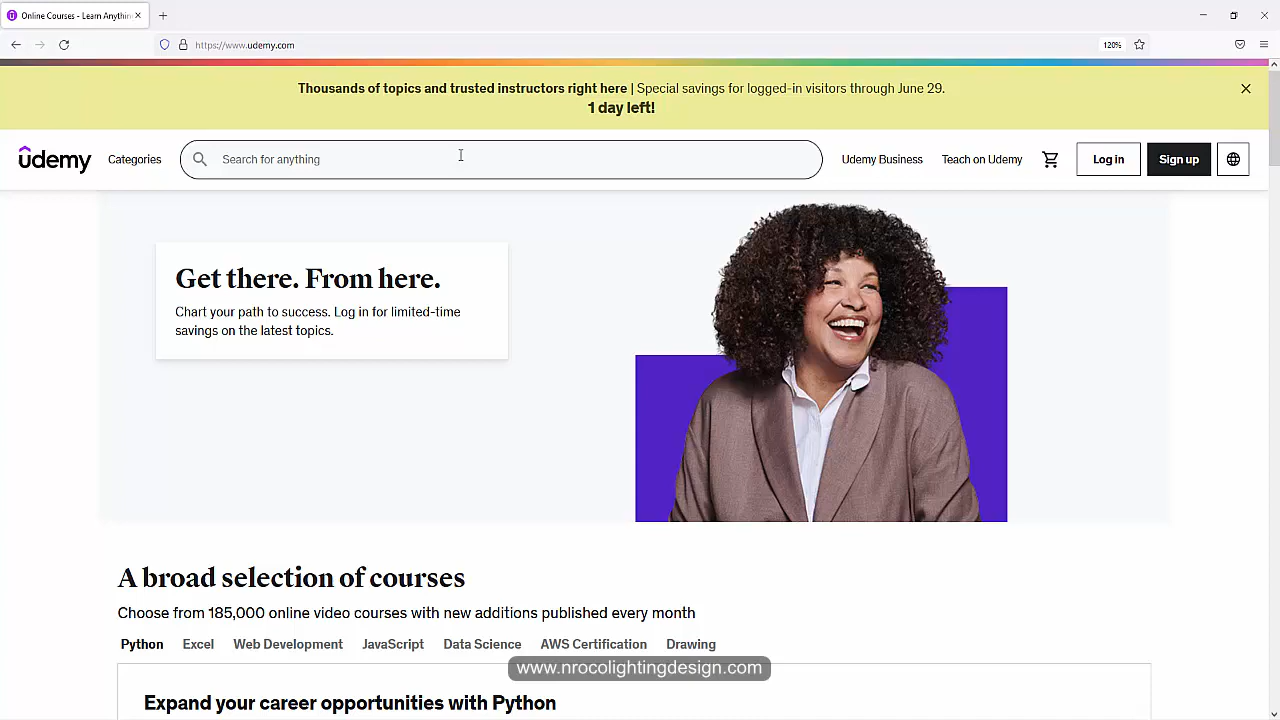 Online Courses - Learn Anythin
https://www.udemy.com
120%
Thousands of topics and trusted instructors right here | Special savings for logged-in visitors through June 29.
1 day left!
udemy
Categories
Search for anything
Udemy Business
Teach on Udemy
Log in
Sign up
Get there. From here.
Chart your path to success. Log in for limited-time
savings on the latest topics.
A broad selection of courses
Choose from 185,000 online video courses with new additions published every month
Python Excel Web Development JavaScript Data Science AWS Certification Drawing
www.nrocolightingdesign.com
Expand your career opportunities with Python